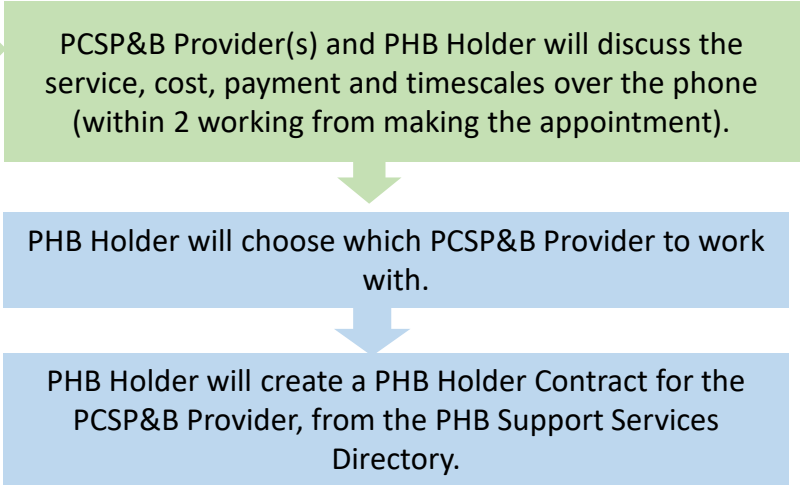 PCSP&B Provider(s) and PHB Holder will discuss the
service, cost, payment and timescales over the phone
(within 2 working from making the appointment).
PHB Holder will choose which PCSP&B Provider to work
with.
PHB Holder will create a PHB Holder Contract for the
PCSP&B Provider, from the PHB Support Services
Directory.